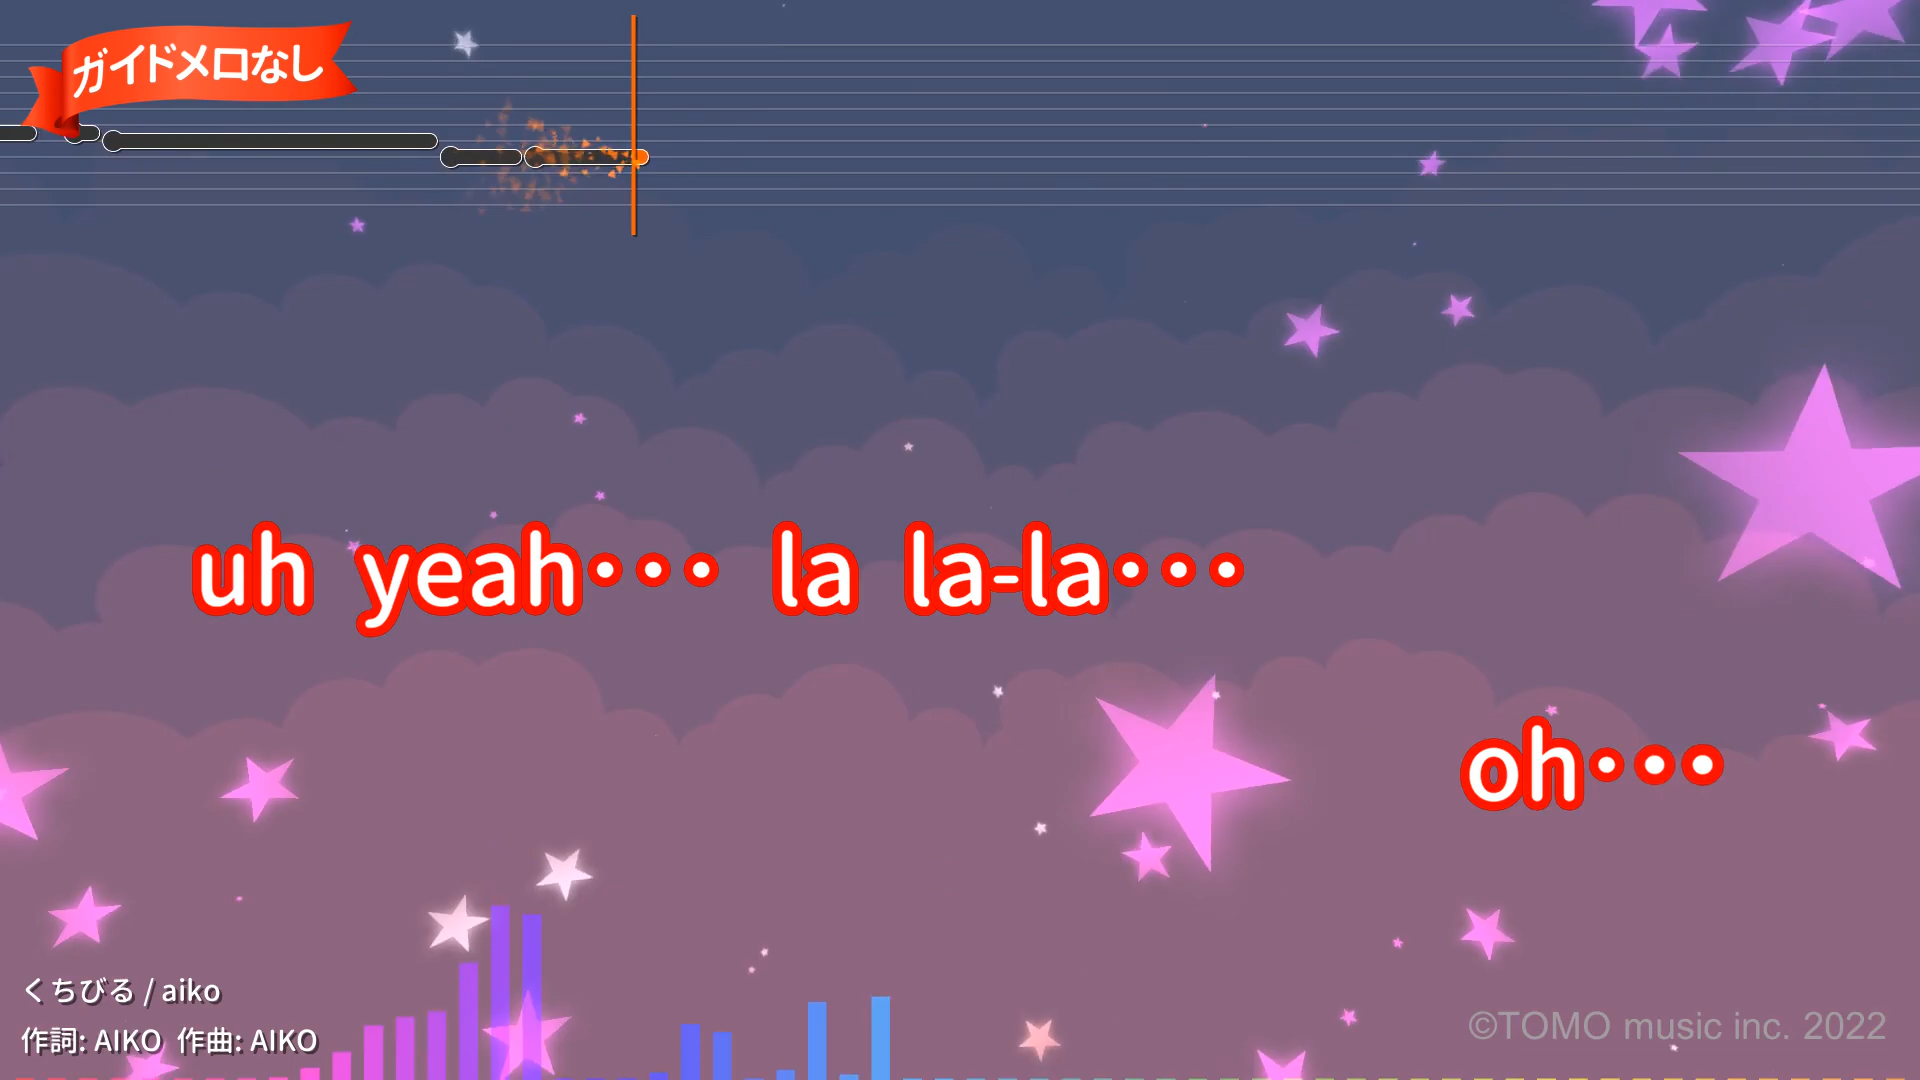 ガイドメロなし
uh yeah・・・ la la-la・・・
oh・・・
くちびる / aiko
作詞: AIKO 作曲: AIKO
©TOMO music inc. 2022